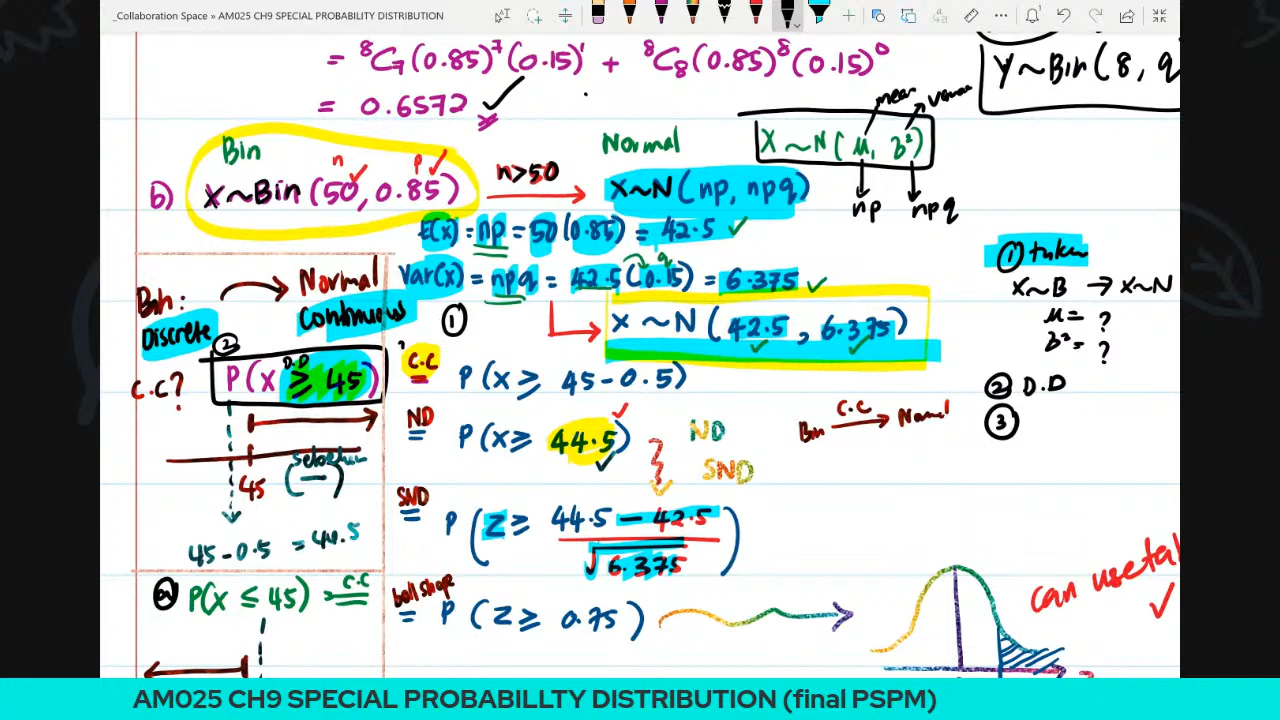 _Collaboration Space » AM025 CH9 SPECIAL PROBABILITY DISTRIBUTION
= ⁸C₇(0.85)⁷(0.15)¹ + ⁸C₈(0.85)⁸(0.15)⁰
= 0.6572 ✓
Y~Bin(8, q
mean
X~N(μ, σ²)
np npq
Bin
n p
b) X~Bin(50, 0.85)
n>50
Normal
X~N(np, npq)
E(x) = np = 50(0.85) = 42.5 ✓
q
Var(x) = npq = 42.5(0.15) = 6.375 ✓
①
X ~N(42.5, 6.375)
① tuker
X~B → X~N
μ = ?
σ² = ?
② D.D
③
Bin: → Normal
Discrete continuous
②
D.D
C.C? P(X ≥ 45)
45
45-0.5 = 44.5
C.C = P(X ≥ 45-0.5)
ND = P(X ≥ 44.5) ✓
ND
SND
Bin C.C → Normal
SND = P(Z ≥ 44.5 - 42.5 / √6.375)
bell shape = P(Z ≥ 0.75)
P(X ≤ 45) = C.C
can use
AM025 CH9 SPECIAL PROBABILLTY DISTRIBUTION (final PSPM)